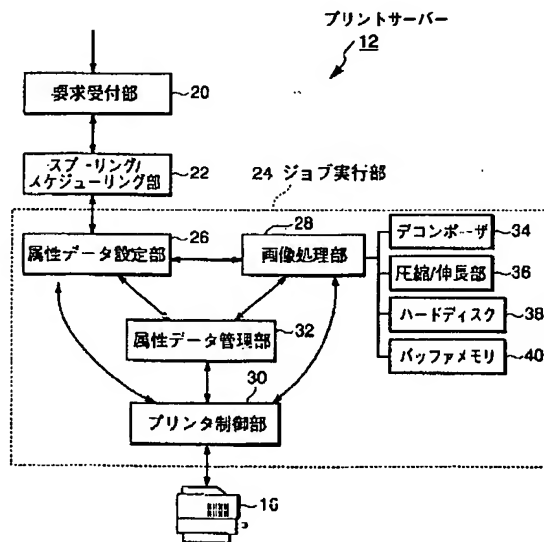 プリントサーバー
12
要求受付部
20
スプーリング/
スケジューリング部
22
24 ジョブ実行部
属性データ設定部
26
画像処理部
28
デコンポーザ
34
圧縮/伸長部
36
ハードディスク
38
バッファメモリ
40
属性データ管理部
32
プリンタ制御部
30
16